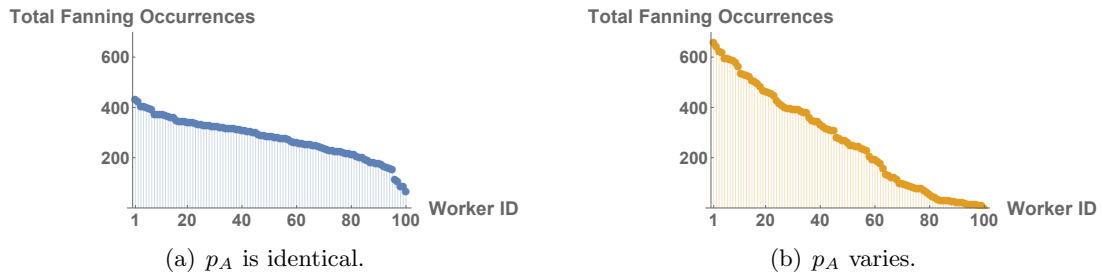 Total Fanning Occurrences
600
400
200
1 20 40 60 80 100
Worker ID
(a) p_A is identical.
Total Fanning Occurrences
600
400
200
1 20 40 60 80 100
Worker ID
(b) p_A varies.